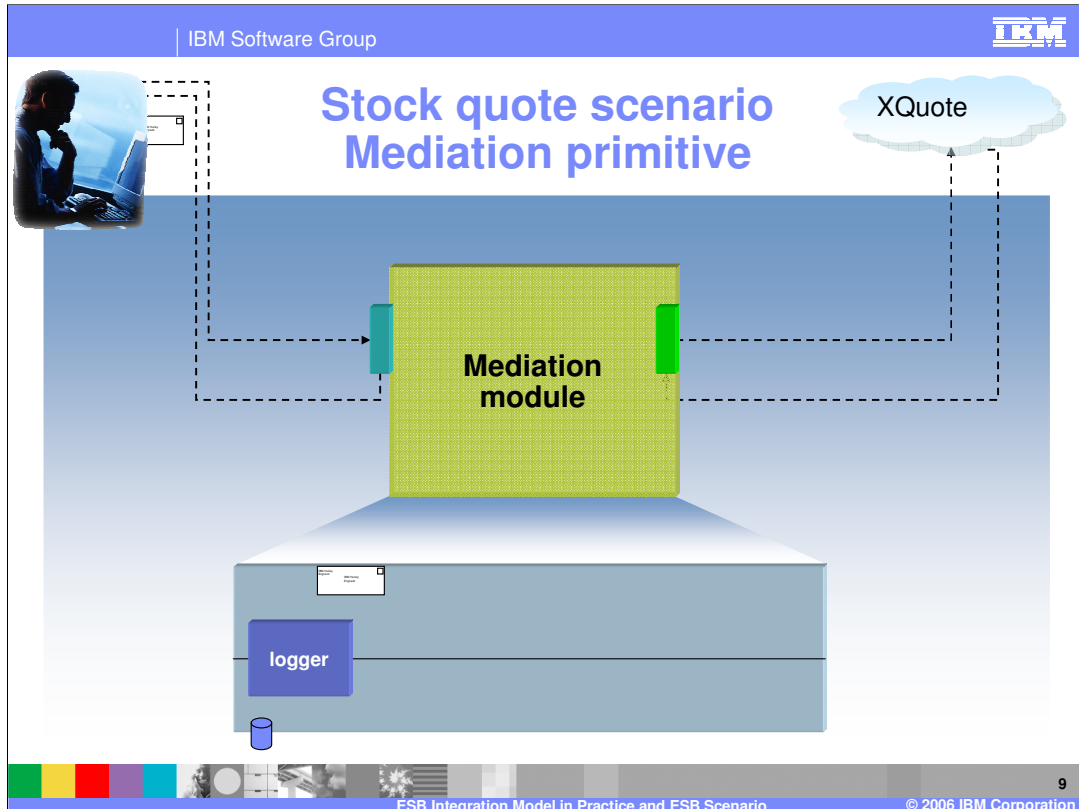 IBM Software Group
IBM
Stock quote scenario
Mediation primitive
XQuote
Mediation
module
logger
9
ESB Integration Model in Practice and ESB Scenario
© 2006 IBM Corporation